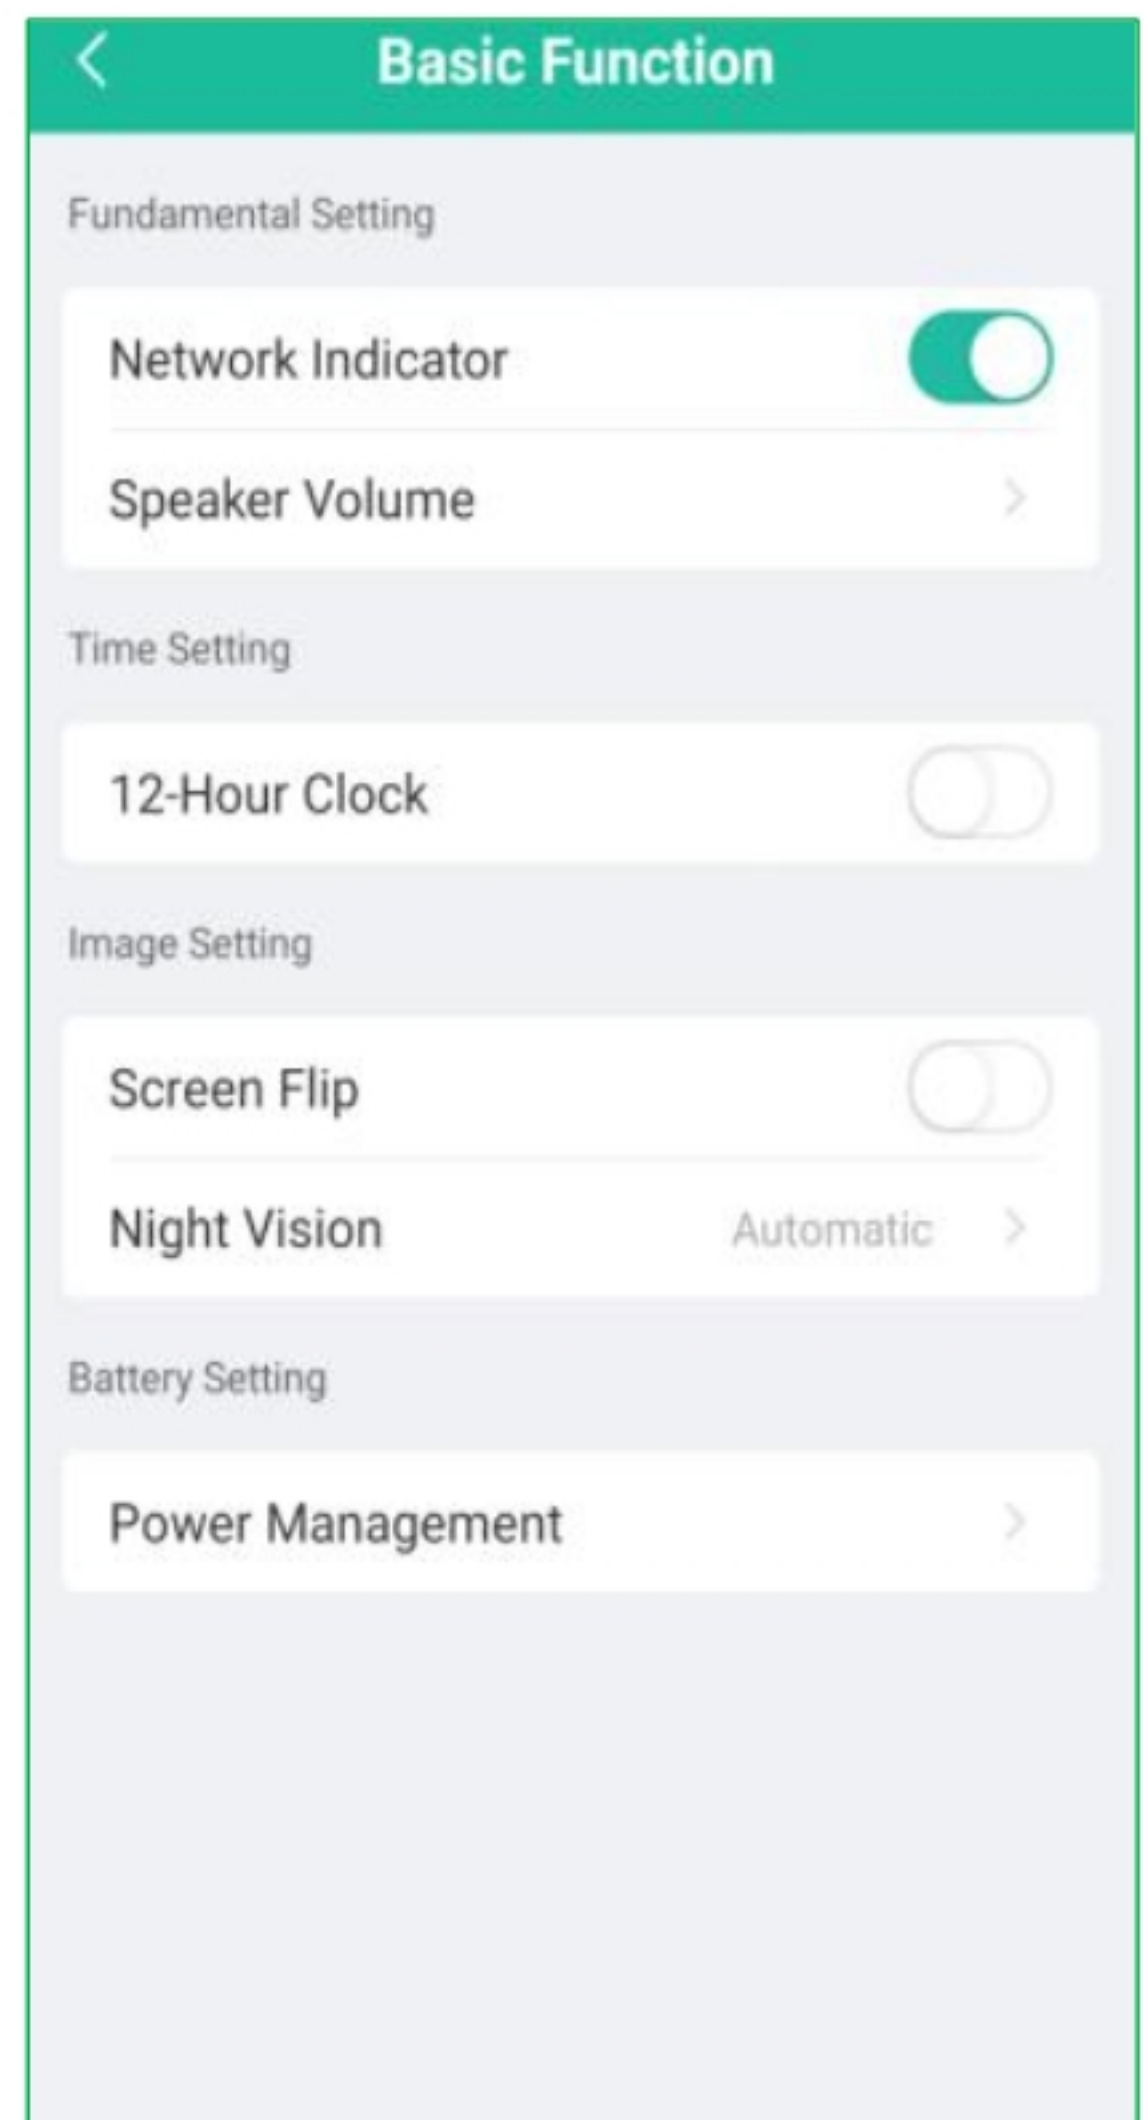 Basic Function
Fundamental Setting
Network Indicator
Speaker Volume
Time Setting
12-Hour Clock
Image Setting
Screen Flip
Night Vision Automatic
Battery Setting
Power Management